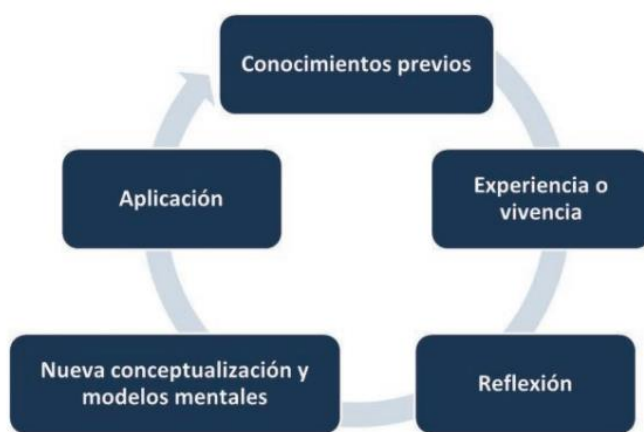 Conocimientos previos
Experiencia o
vivencia
Reflexión
Nueva conceptualización y
modelos mentales
Aplicación